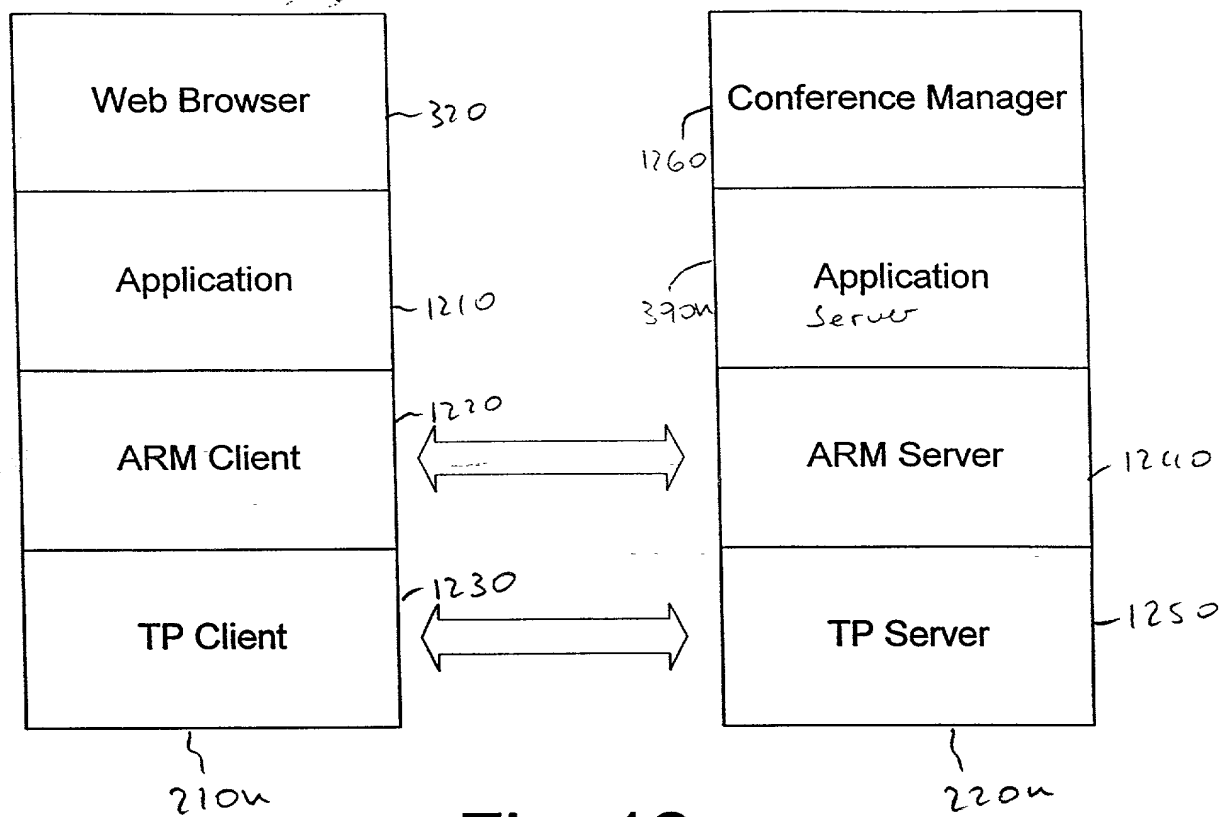 Web Browser
320
Conference Manager
1260
Application
1210
Application
Server
390n
ARM Client
1220
ARM Server
1240
TP Client
1230
TP Server
1250
210n
220n